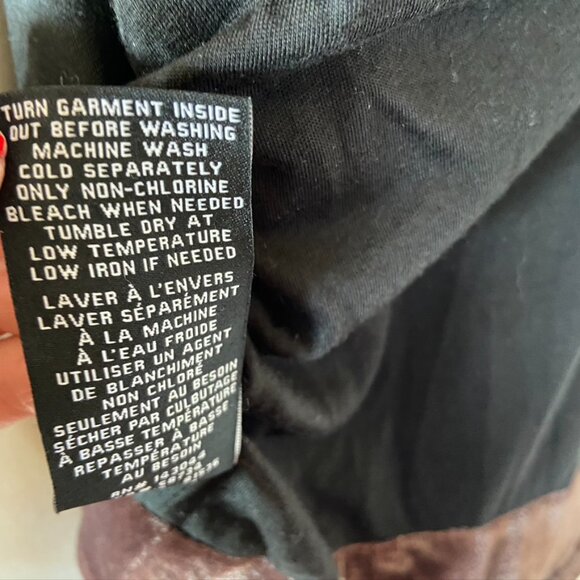 TURN GARMENT INSIDE
OUT BEFORE WASHING
MACHINE WASH
COLD SEPARATELY
ONLY NON-CHLORINE
BLEACH WHEN NEEDED
TUMBLE DRY AT
LOW TEMPERATURE
LOW IRON IF NEEDED
LAVER À L'ENVERS
LAVER SÉPARÉMENT
À LA MACHINE
À L'EAU FROIDE
UTILISER UN AGENT
DE BLANCHIMENT
NON CHLORÉ
SEULEMENT AU BESOIN
SÉCHER PAR CULBUTAGE
À BASSE TEMPÉRATURE
REPASSER À BASSE
TEMPÉRATURE
AU BESOIN
RN# 143044